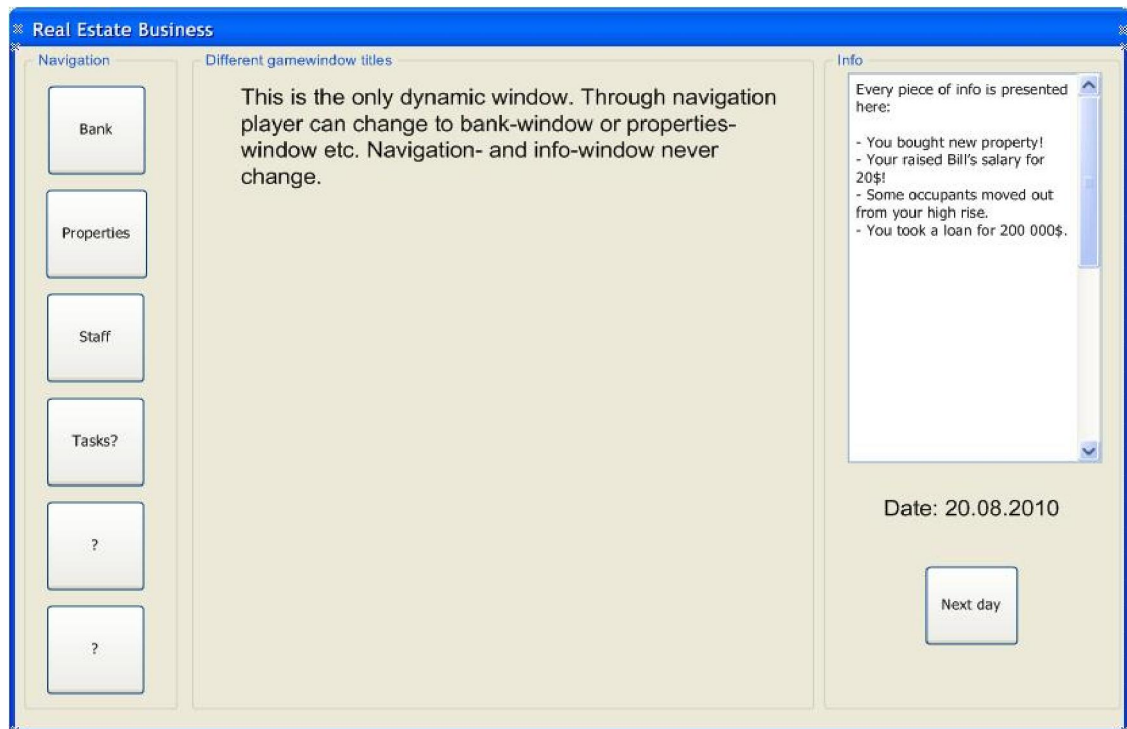 Real Estate Business
Navigation
Bank
Properties
Staff
Tasks?
?
?
Different gamewindow titles
This is the only dynamic window. Through navigation
player can change to bank-window or properties-
window etc. Navigation- and info-window never
change.
Info
Every piece of info is presented
here:
- You bought new property!
- Your raised Bill's salary for
20$!
- Some occupants moved out
from your high rise.
- You took a loan for 200 000$.
Date: 20.08.2010
Next day